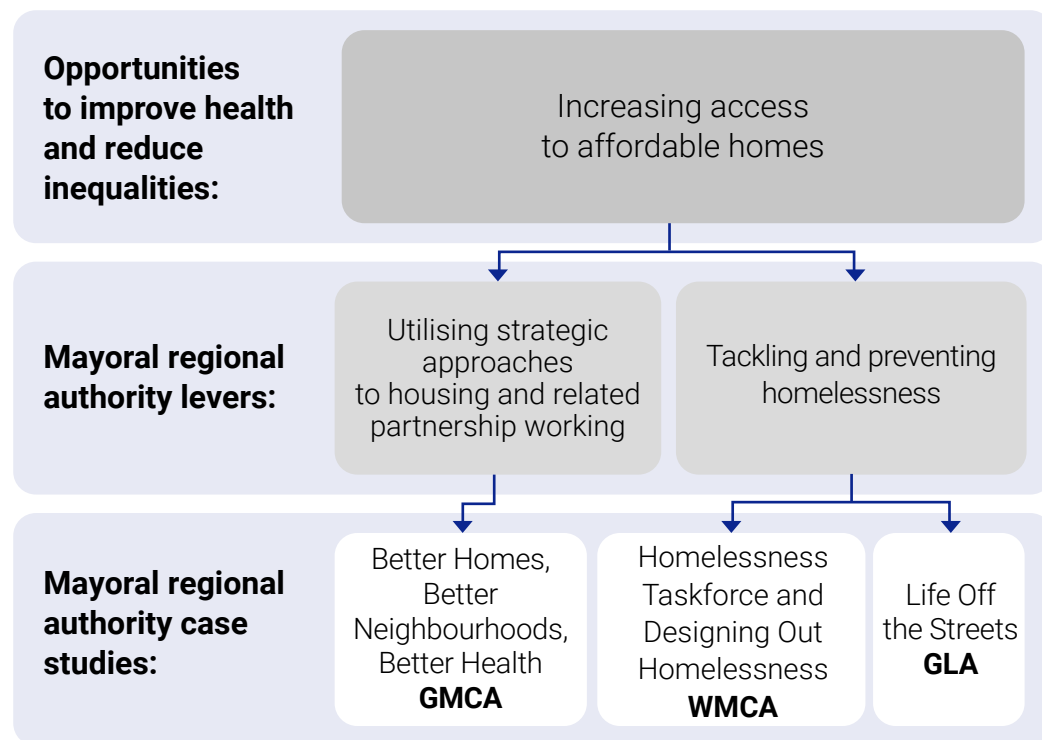 Opportunities
to improve health
and reduce
inequalities:
Increasing access
to affordable homes
Mayoral regional
authority levers:
Utilising strategic
approaches
to housing and related
partnership working
Tackling and preventing
homelessness
Mayoral regional
authority case
studies:
Better Homes,
Better
Neighbourhoods,
Better Health
GMCA
Homelessness
Taskforce and
Designing Out
Homelessness
WMCA
Life Off
the Streets
GLA